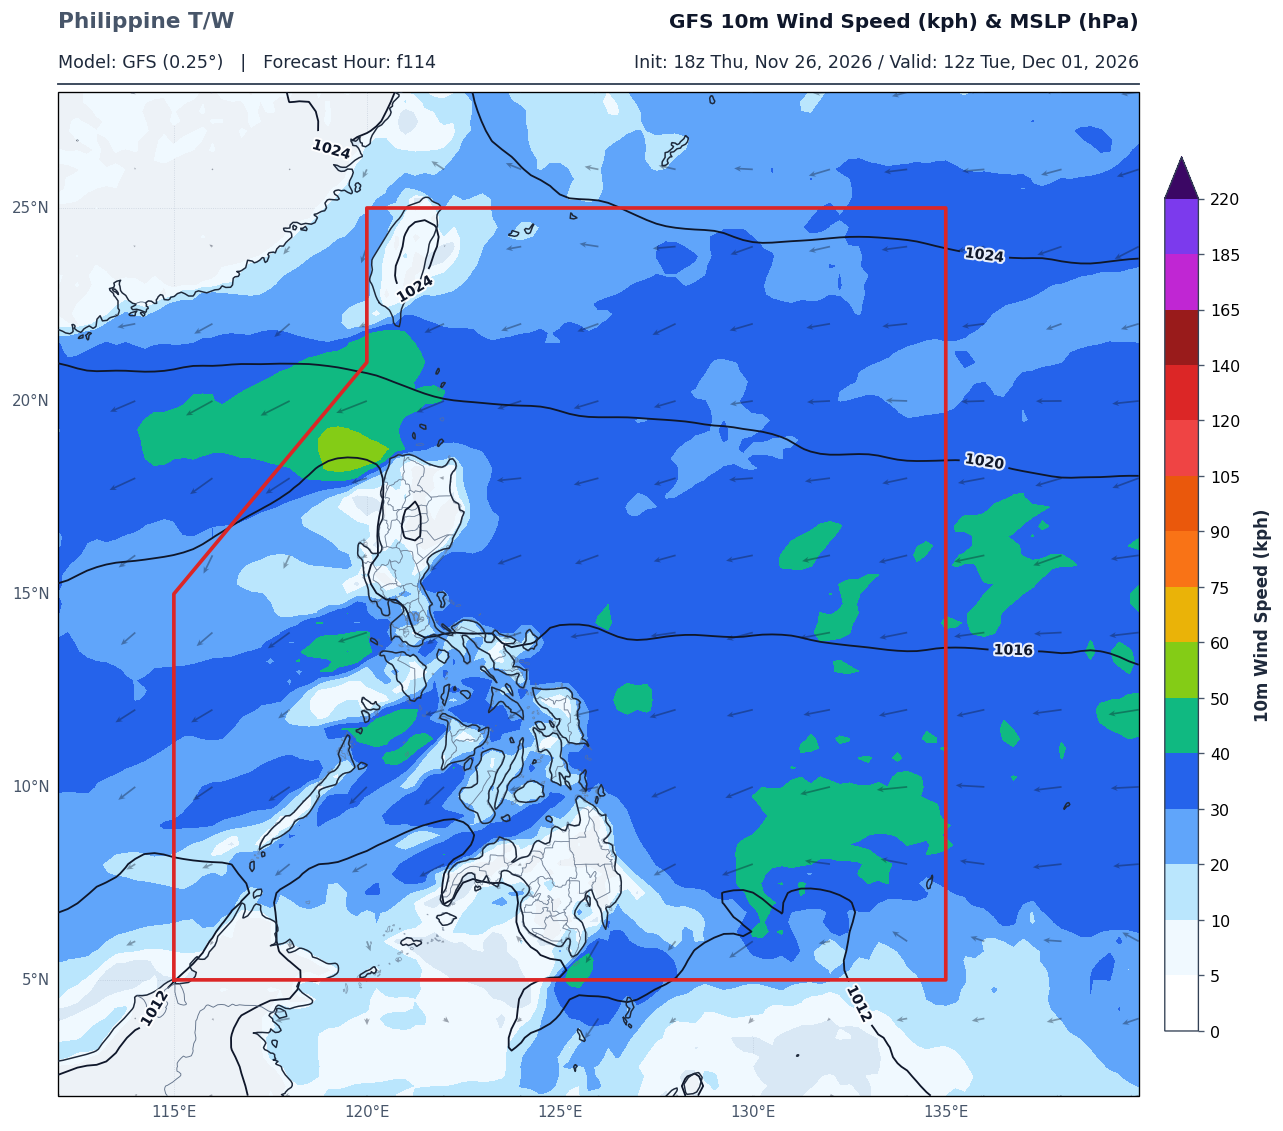 Philippine T/W
GFS 10m Wind Speed (kph) & MSLP (hPa)
Model: GFS (0.25°) | Forecast Hour: f114
Init: 18z Thu, Nov 26, 2026 / Valid: 12z Tue, Dec 01, 2026
1024
1024
1024
1020
1016
1012
1012
25°N
20°N
15°N
10°N
5°N
115°E
120°E
125°E
130°E
135°E
220
185
165
140
120
105
90
75
60
50
40
30
20
10
5
0
10m Wind Speed (kph)